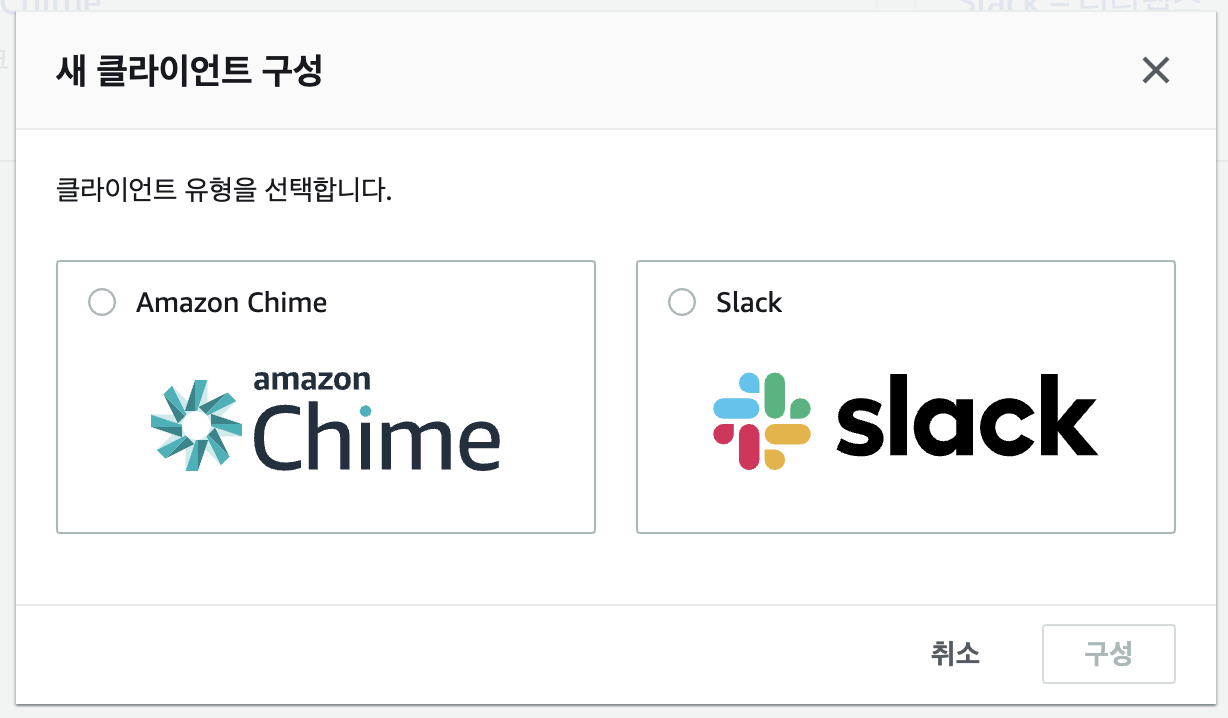 새 클라이언트 구성
클라이언트 유형을 선택합니다.
Amazon Chime
amazon
Chime
Slack
slack
취소
구성